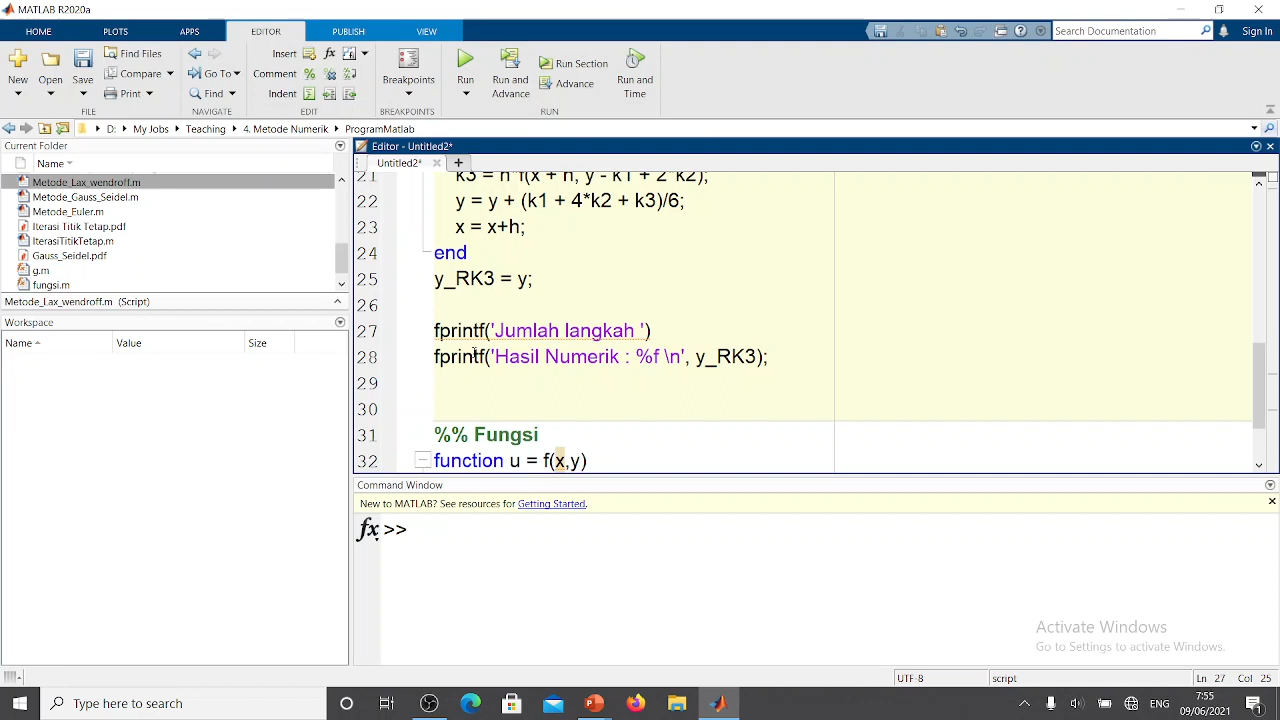 MATLAB R2020a
HOME PLOTS APPS EDITOR PUBLISH VIEW
Search Documentation
Sign In
New Open Save
Find Files
Compare
Print
Go To
Find
Insert
Comment
Indent
Breakpoints
Run
Run and Advance
Run Section
Advance
Run and Time
FILE NAVIGATE EDIT BREAKPOINTS RUN
D: My Jobs Teaching 4. Metode Numerik ProgramMatlab
Current Folder
Name
Metode_Lax_wendroff.m
Metode_Gauss_Seidel.m
Metode_Euler.m
Iterasi Titik Tetap.pdf
IterasiTitikTetap.m
Gauss_Seidel.pdf
g.m
fungsi.m
Metode_Lax_wendroff.m (Script)
Workspace
Name Value Size
Editor - Untitled2*
Untitled2*
21 k3 = h*f(x + h, y - k1 + 2*k2);
22 y = y + (k1 + 4*k2 + k3)/6;
23 x = x+h;
24 end
25 y_RK3 = y;
26
27 fprintf('Jumlah langkah ')
28 fprintf('Hasil Numerik : %f \n', y_RK3);
29
30
31 %% Fungsi
32 function u = f(x,y)
Command Window
New to MATLAB? See resources for Getting Started.
fx >>
Activate Windows
Go to Settings to activate Windows.
UTF-8 script Ln 27 Col 25
Type here to search
ENG
7:55
09/06/2021
1